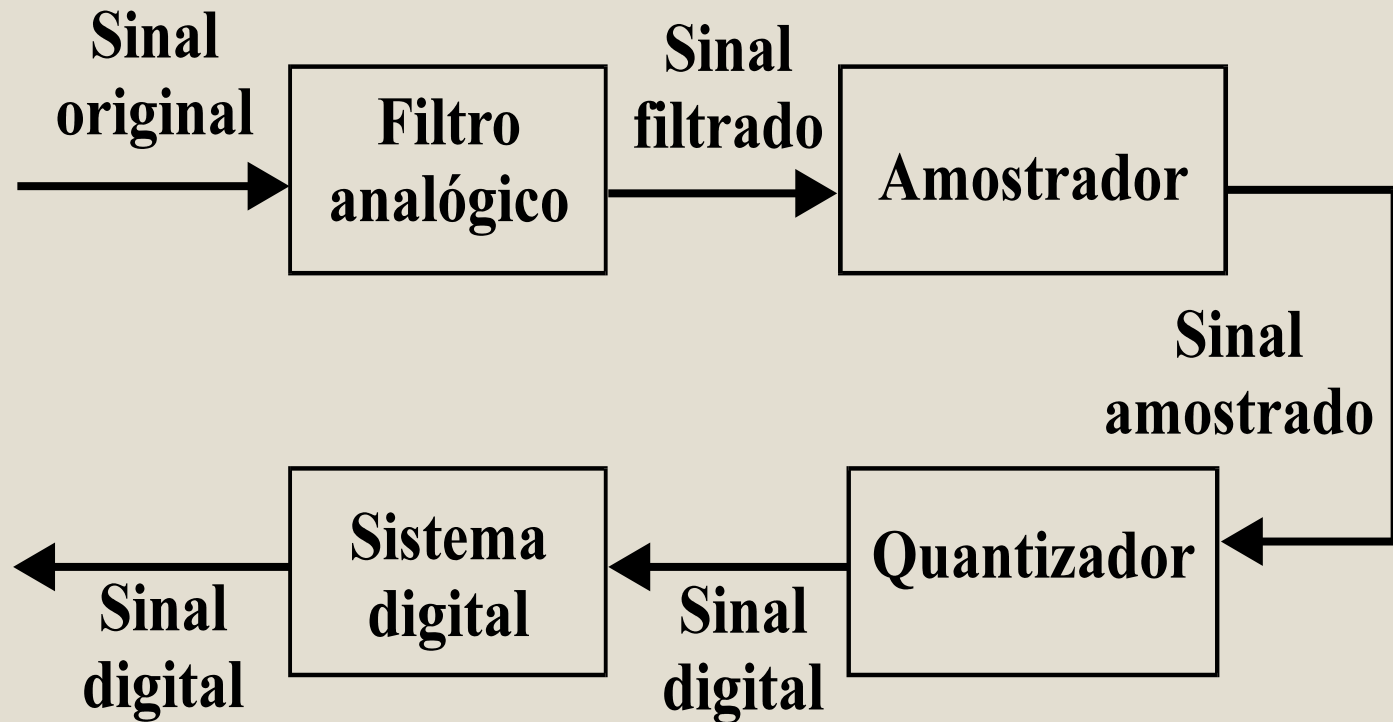 Sinal
original
Filtro
analógico
Sinal
filtrado
Amostrador
Sinal
amostrado
Quantizador
Sinal
digital
Sistema
digital
Sinal
digital